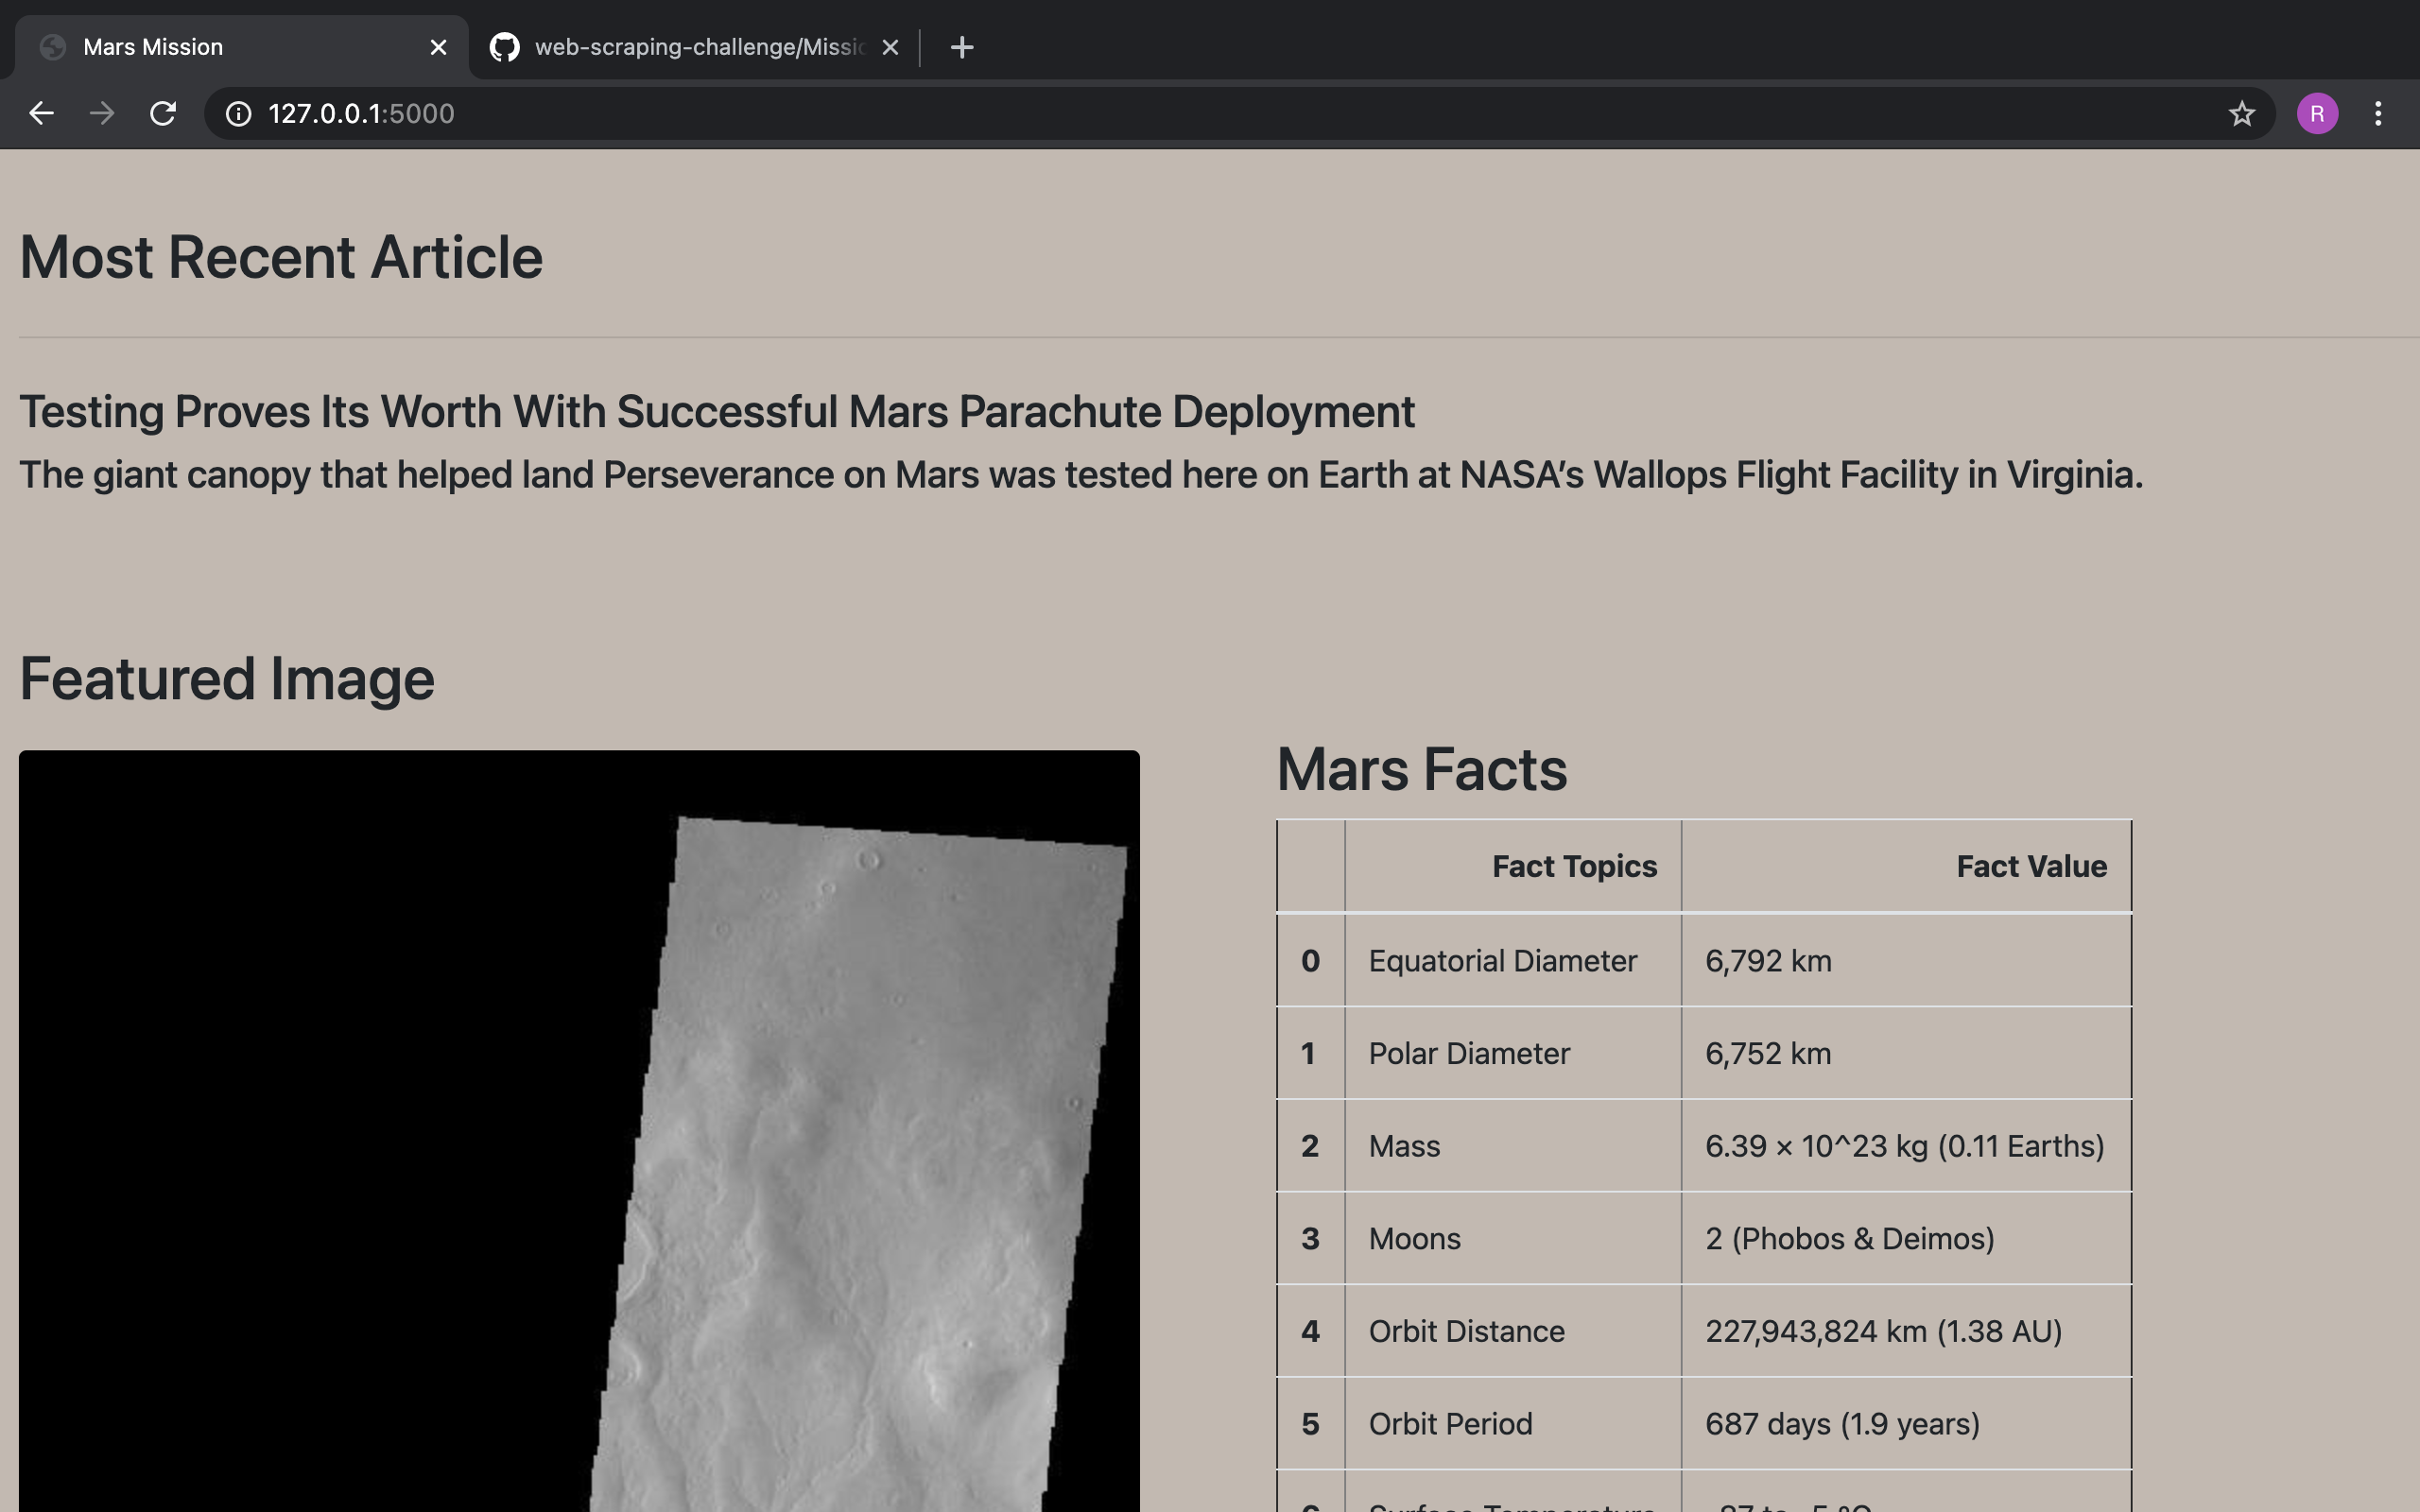 Mars Mission
web-scraping-challenge/Missic
127.0.0.1:5000
R
Most Recent Article
Testing Proves Its Worth With Successful Mars Parachute Deployment
The giant canopy that helped land Perseverance on Mars was tested here on Earth at NASA’s Wallops Flight Facility in Virginia.
Featured Image
Mars Facts
Fact Topics Fact Value
0 Equatorial Diameter 6,792 km
1 Polar Diameter 6,752 km
2 Mass 6.39 × 10^23 kg (0.11 Earths)
3 Moons 2 (Phobos & Deimos)
4 Orbit Distance 227,943,824 km (1.38 AU)
5 Orbit Period 687 days (1.9 years)
6 Surface Temperature